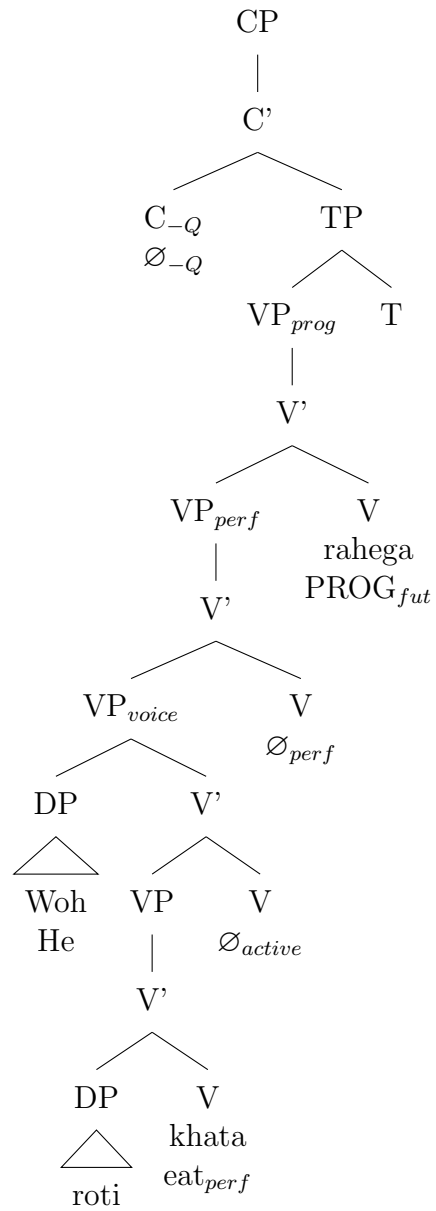 CP
C'
C₋Q TP
∅₋Q
VPprog T
V'
VPperf V
rahega
PROGfut
V'
VPvoice V
∅perf
DP V'
Woh VP V
He ∅active
V'
DP V
khata
roti eatperf